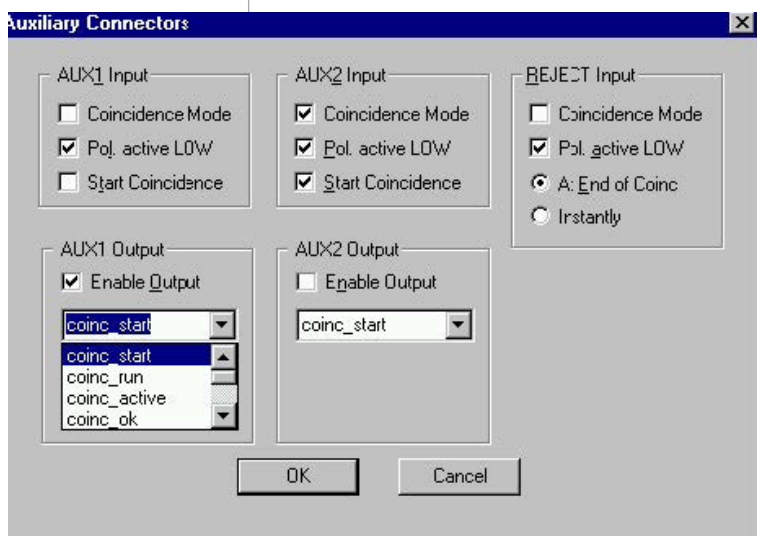 Auxiliary Connectors
AUX1 Input
Coincidence Mode
Pol. active LOW
Start Coincidence
AUX2 Input
Coincidence Mode
Pol. active LOW
Start Coincidence
REJECT Input
Coincidence Mode
Pol. active LOW
At End of Coinc
Instantly
AUX1 Output
Enable Output
coinc_start
coinc_start
coinc_run
coinc_active
coinc_ok
AUX2 Output
Enable Output
coinc_start
OK
Cancel